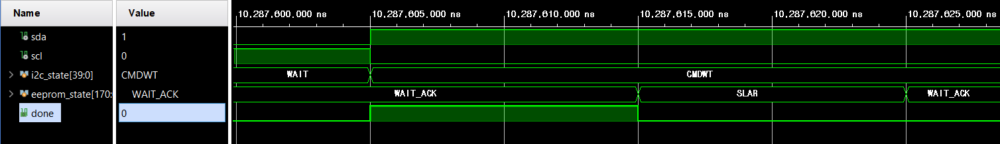 Name Value 10,287,600.000 ns 10,287,605.000 ns 10,287,610.000 ns 10,287,615.000 ns 10,287,620.000 ns 10,287,625.000 ns
sda 1
scl 0
i2c_state[39:0] CMDWT WAIT CMDWT
eeprom_state[170: WAIT_ACK WAIT_ACK SLAR WAIT_ACK
done 0